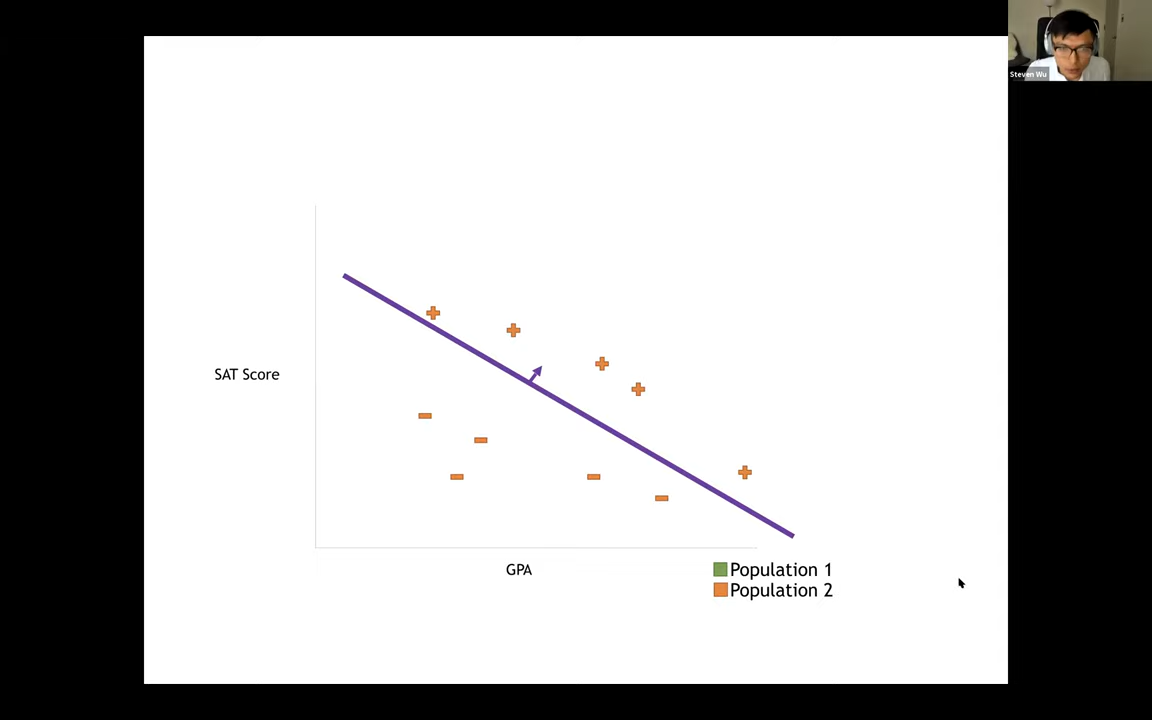 Steven Wu
SAT Score
GPA
Population 1
Population 2